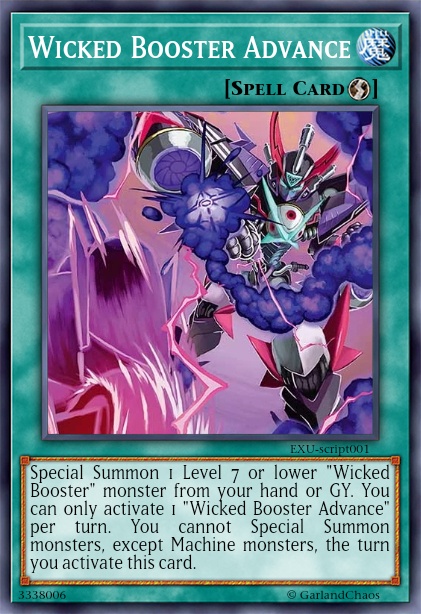 WICKED BOOSTER ADVANCE 魔
[SPELL CARD]
EXU-script001
Special Summon 1 Level 7 or lower "Wicked
Booster" monster from your hand or GY. You
can only activate 1 "Wicked Booster Advance"
per turn. You cannot Special Summon
monsters, except Machine monsters, the turn
you activate this card.
3338006 © GarlandChaos